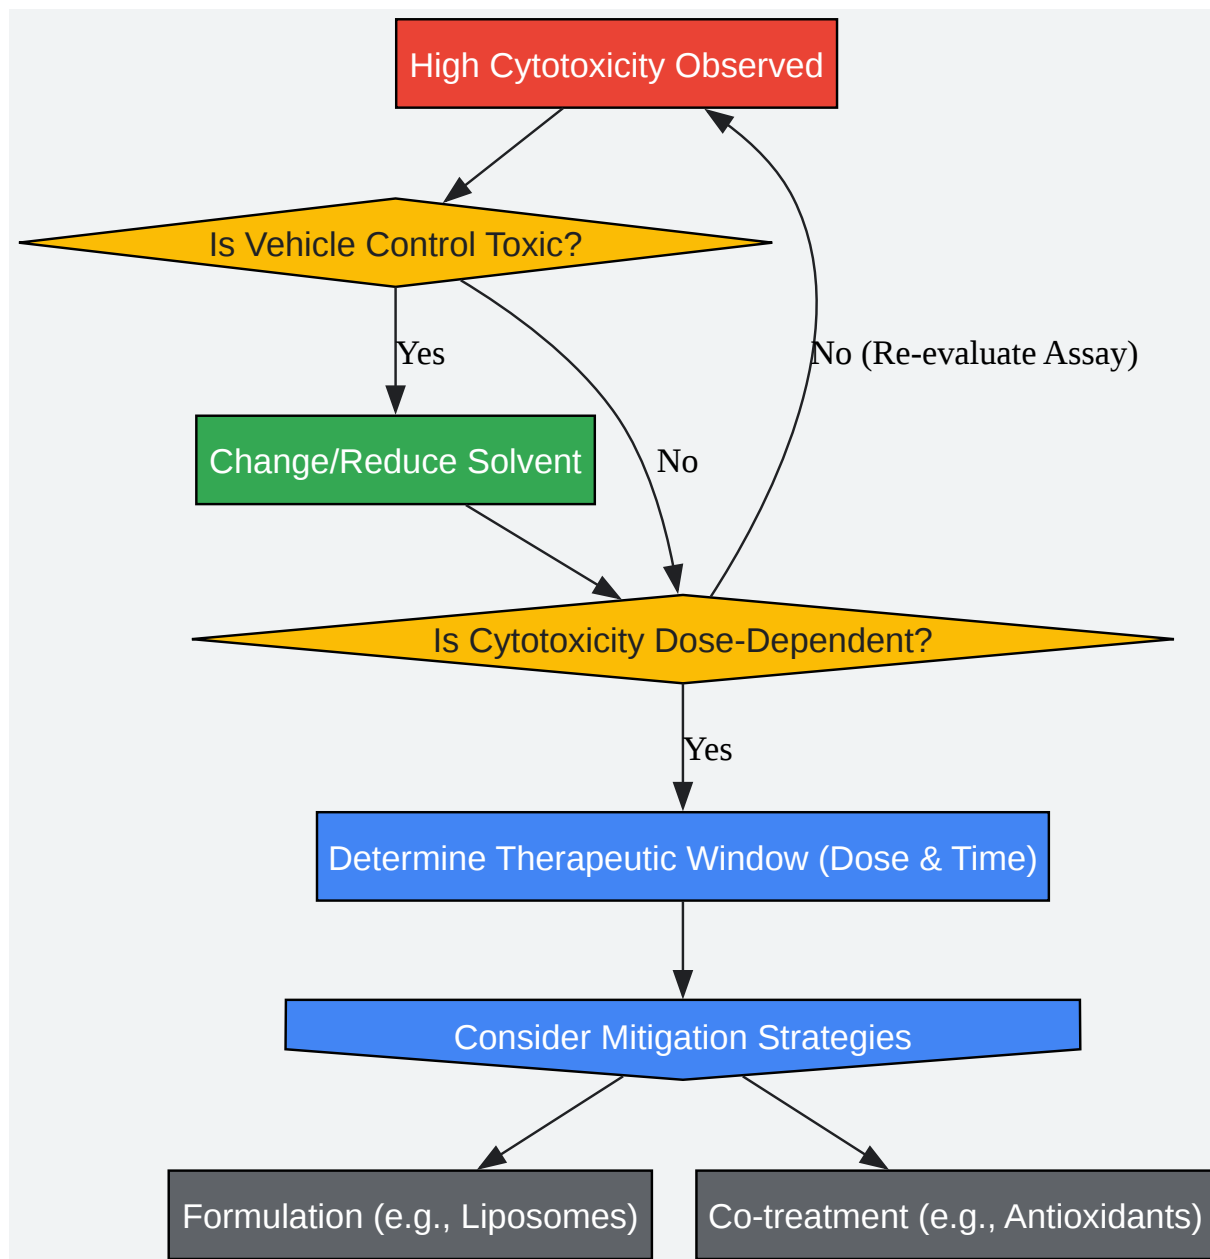 High Cytotoxicity Observed
Is Vehicle Control Toxic?
Yes
No (Re-evaluate Assay)
Change/Reduce Solvent
No
Is Cytotoxicity Dose-Dependent?
Yes
Determine Therapeutic Window (Dose & Time)
Consider Mitigation Strategies
Formulation (e.g., Liposomes)
Co-treatment (e.g., Antioxidants)